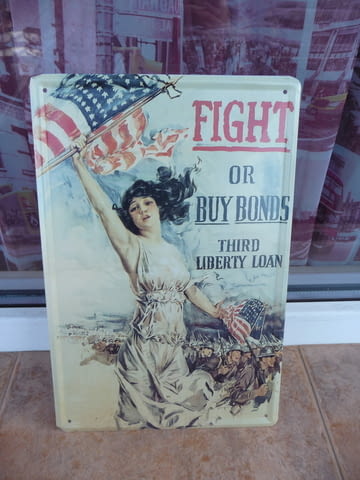 FIGHT
OR
BUY BONDS
THIRD
LIBERTY LOAN